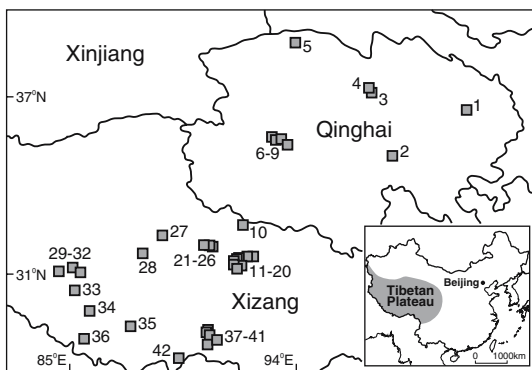 Xinjiang
5
4
3
37°N
1
Qinghai
6-9
2
10
27
29-32
28
21-26
11-20
31°N
33
Xizang
34
35
36
37-41
42
85°E
94°E
Beijing
Tibetan
Plateau
0 1000km